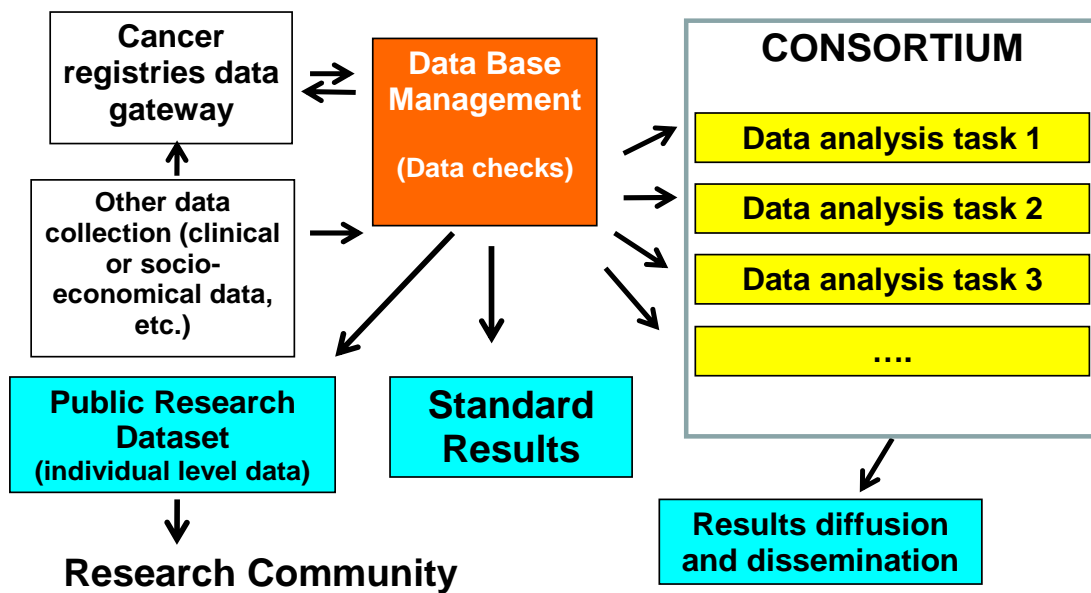 Cancer
registries data
gateway
Data Base
Management
(Data checks)
CONSORTIUM
Data analysis task 1
Data analysis task 2
Data analysis task 3
....
Other data
collection (clinical
or socio-
economical data,
etc.)
Public Research
Dataset
(individual level data)
Standard
Results
Results diffusion
and dissemination
Research Community